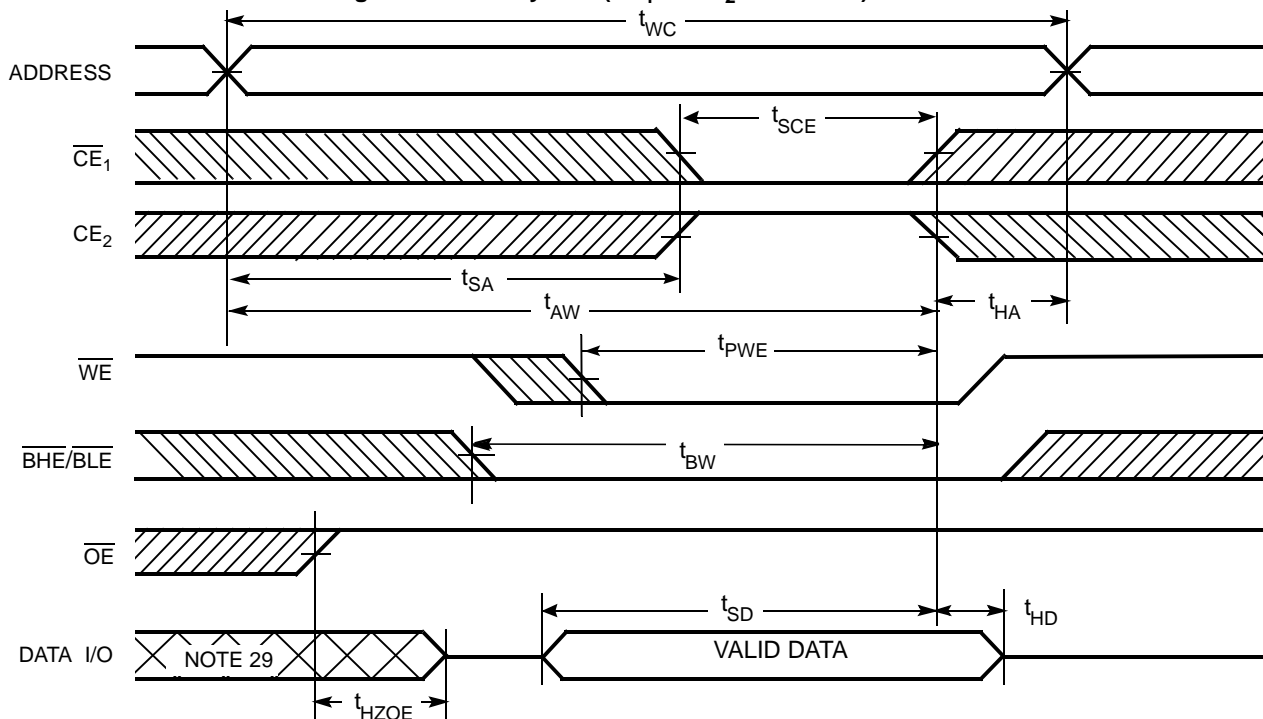 tWC
ADDRESS
tSCE
CE1
CE2
tSA
tAW
tHA
tPWE
WE
BHE/BLE
tBW
OE
tSD
tHD
DATA I/O
NOTE 29
VALID DATA
tHZOE